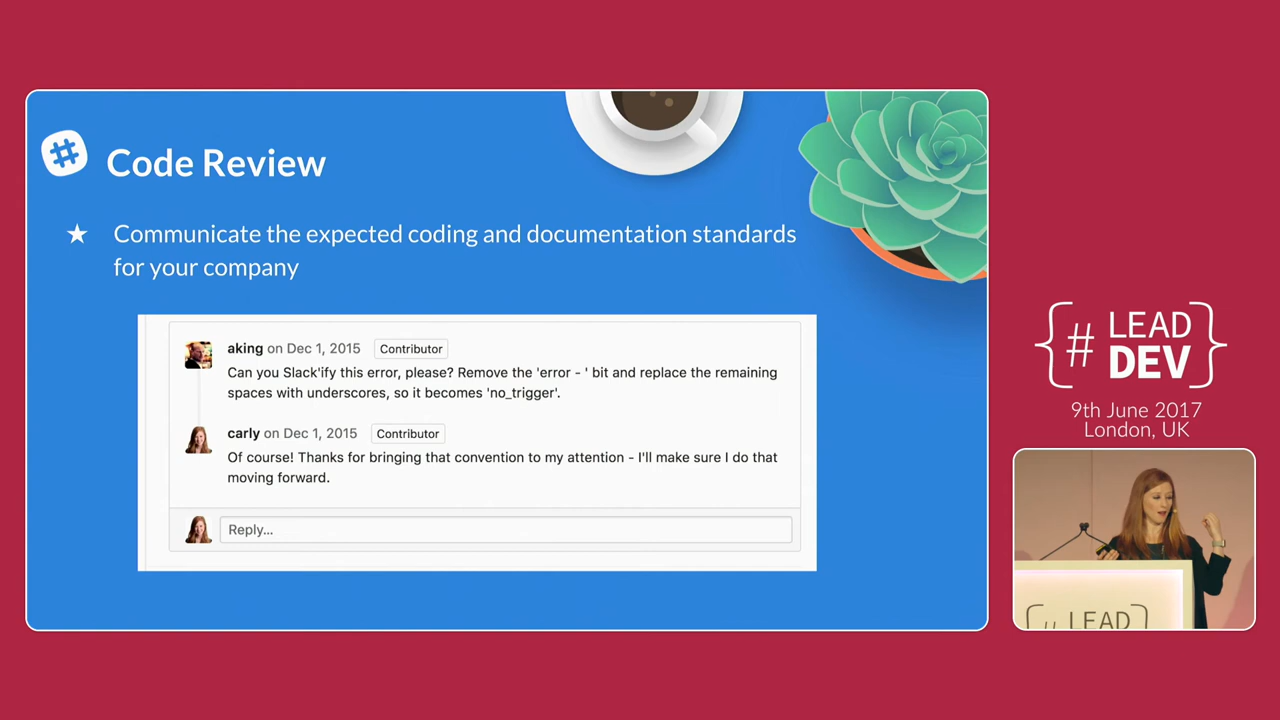 # Code Review
★ Communicate the expected coding and documentation standards
for your company
aking on Dec 1, 2015 Contributor
Can you Slack'ify this error, please? Remove the 'error - ' bit and replace the remaining
spaces with underscores, so it becomes 'no_trigger'.
carly on Dec 1, 2015 Contributor
Of course! Thanks for bringing that convention to my attention - I'll make sure I do that
moving forward.
Reply...
{# LEAD
DEV}
9th June 2017
London, UK
{# LEAD}